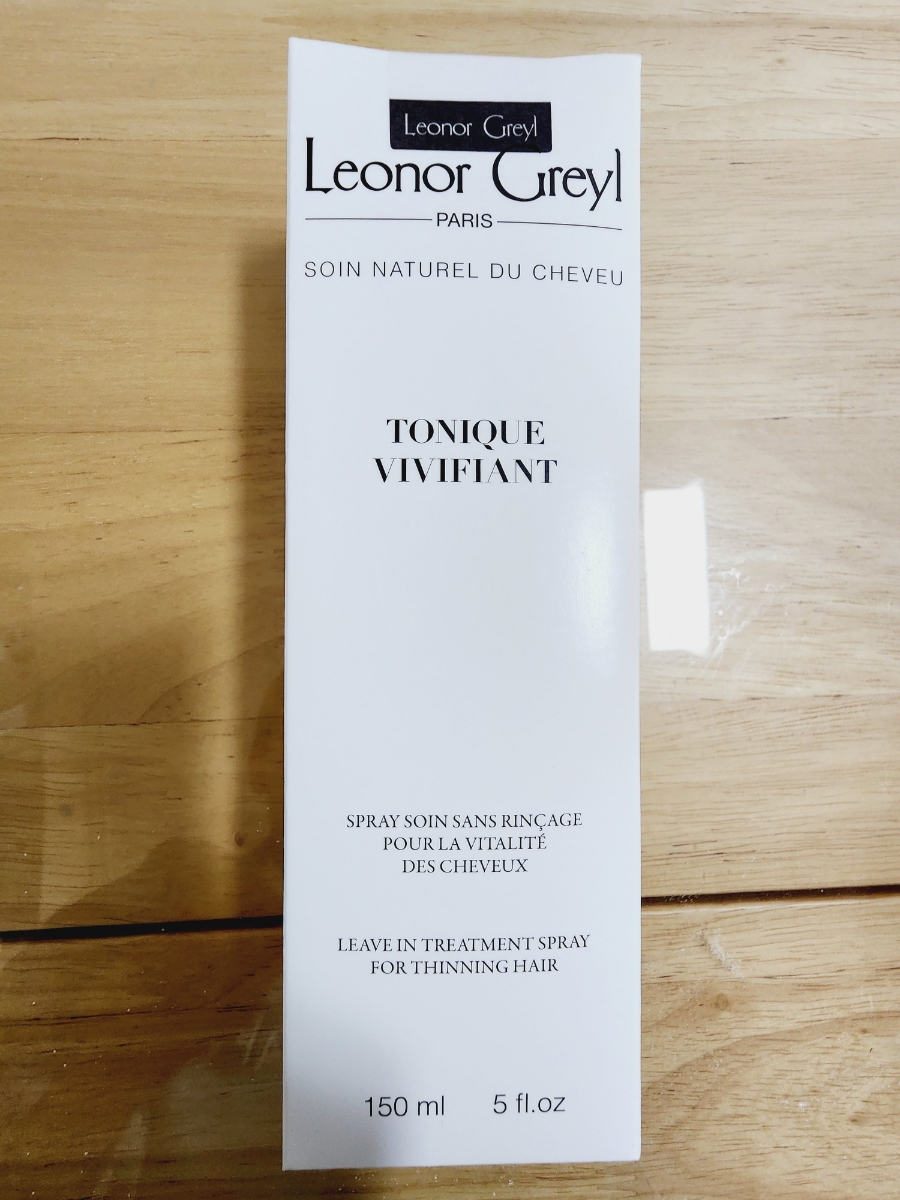 Leonor Greyl
Leonor Greyl
PARIS
SOIN NATUREL DU CHEVEU
TONIQUE
VIVIFIANT
SPRAY SOIN SANS RINÇAGE
POUR LA VITALITÉ
DES CHEVEUX
LEAVE IN TREATMENT SPRAY
FOR THINNING HAIR
150 ml 5 fl.oz